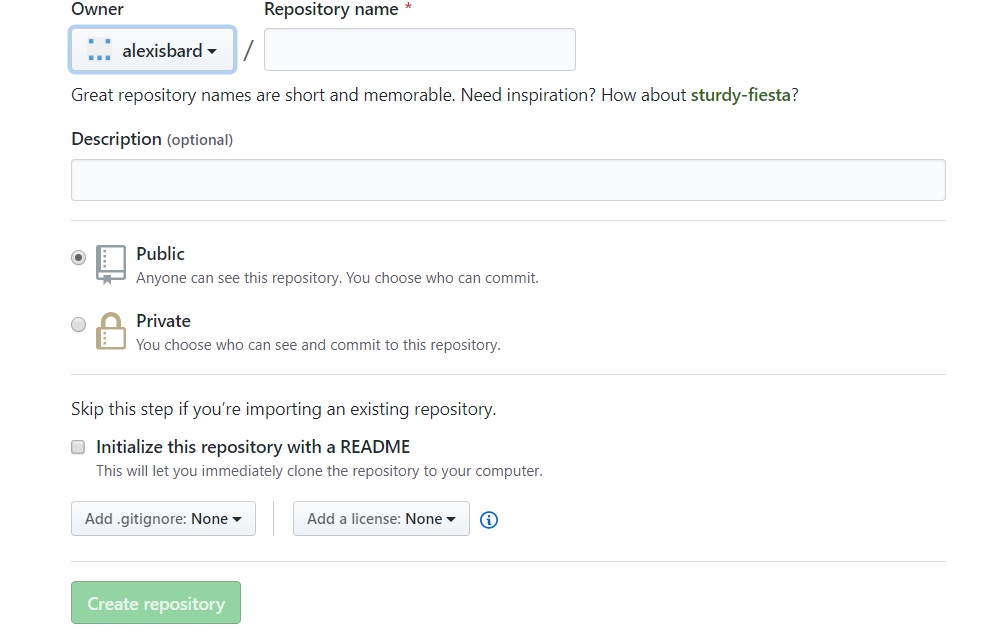 Owner Repository name *
alexisbard /
Great repository names are short and memorable. Need inspiration? How about sturdy-fiesta?
Description (optional)
Public
Anyone can see this repository. You choose who can commit.
Private
You choose who can see and commit to this repository.
Skip this step if you’re importing an existing repository.
Initialize this repository with a README
This will let you immediately clone the repository to your computer.
Add .gitignore: None Add a license: None
Create repository